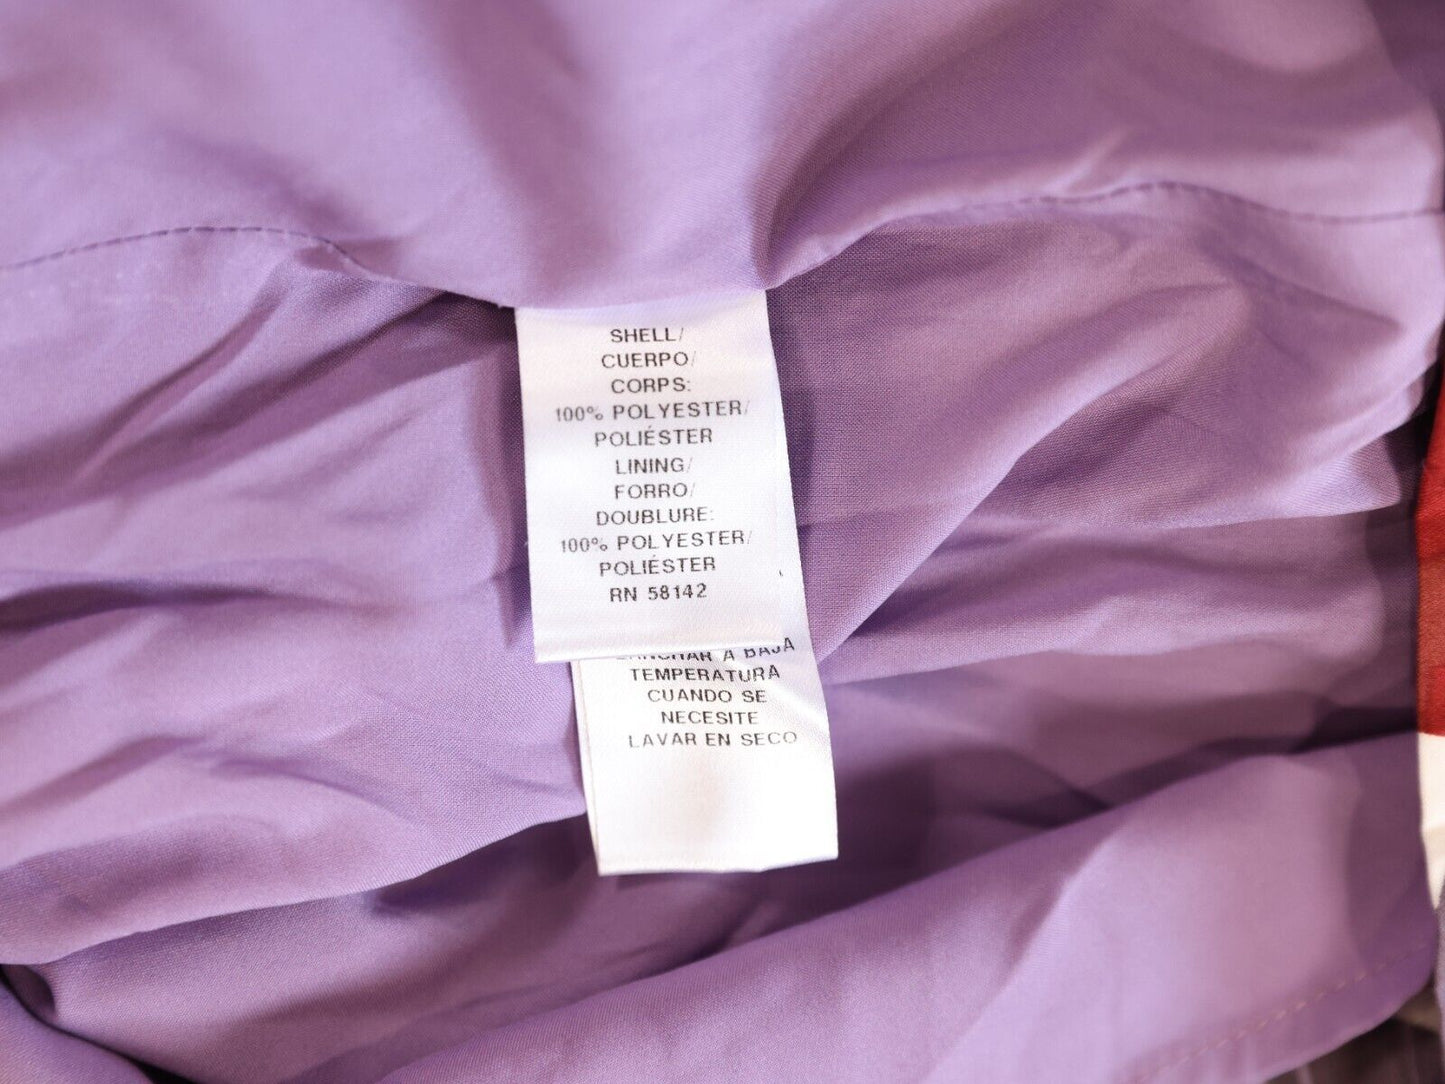 SHELL/
CUERPO/
CORPS:
100% POLYESTER/
POLIÉSTER
LINING/
FORRO/
DOUBLURE:
100% POLYESTER/
POLIÉSTER
RN 58142
A BAJA
TEMPERATURA
CUANDO SE
NECESITE
LAVAR EN SECO